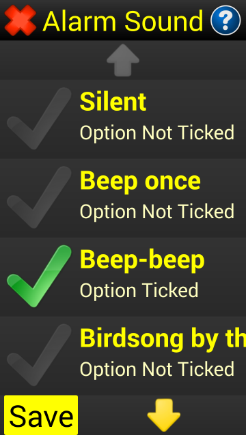 Alarm Sound ?
Silent
Option Not Ticked
Beep once
Option Not Ticked
Beep-beep
Option Ticked
Birdsong by th
Option Not Ticked
Save